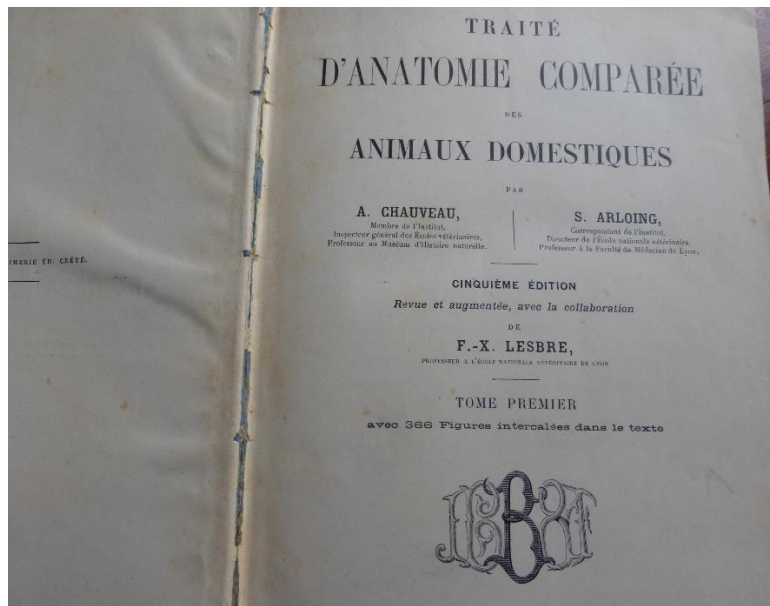 IMERIE ÉD. CRÉTÉ.
TRAITÉ
D'ANATOMIE COMPARÉE
DES
ANIMAUX DOMESTIQUES
PAR
A. CHAUVEAU,
Membre de l'Institut,
Inspecteur général des Écoles vétérinaires,
Professeur au Muséum d'Histoire naturelle.
S. ARLOING,
Correspondant de l'Institut,
Directeur de l'École nationale vétérinaire,
Professeur à la Faculté de Médecine de Lyon.
CINQUIÈME ÉDITION
Revue et augmentée, avec la collaboration
DE
F.-X. LESBRE,
PROFESSEUR A L'ÉCOLE NATIONALE VÉTÉRINAIRE DE LYON
TOME PREMIER
avec 366 Figures intercalées dans le texte